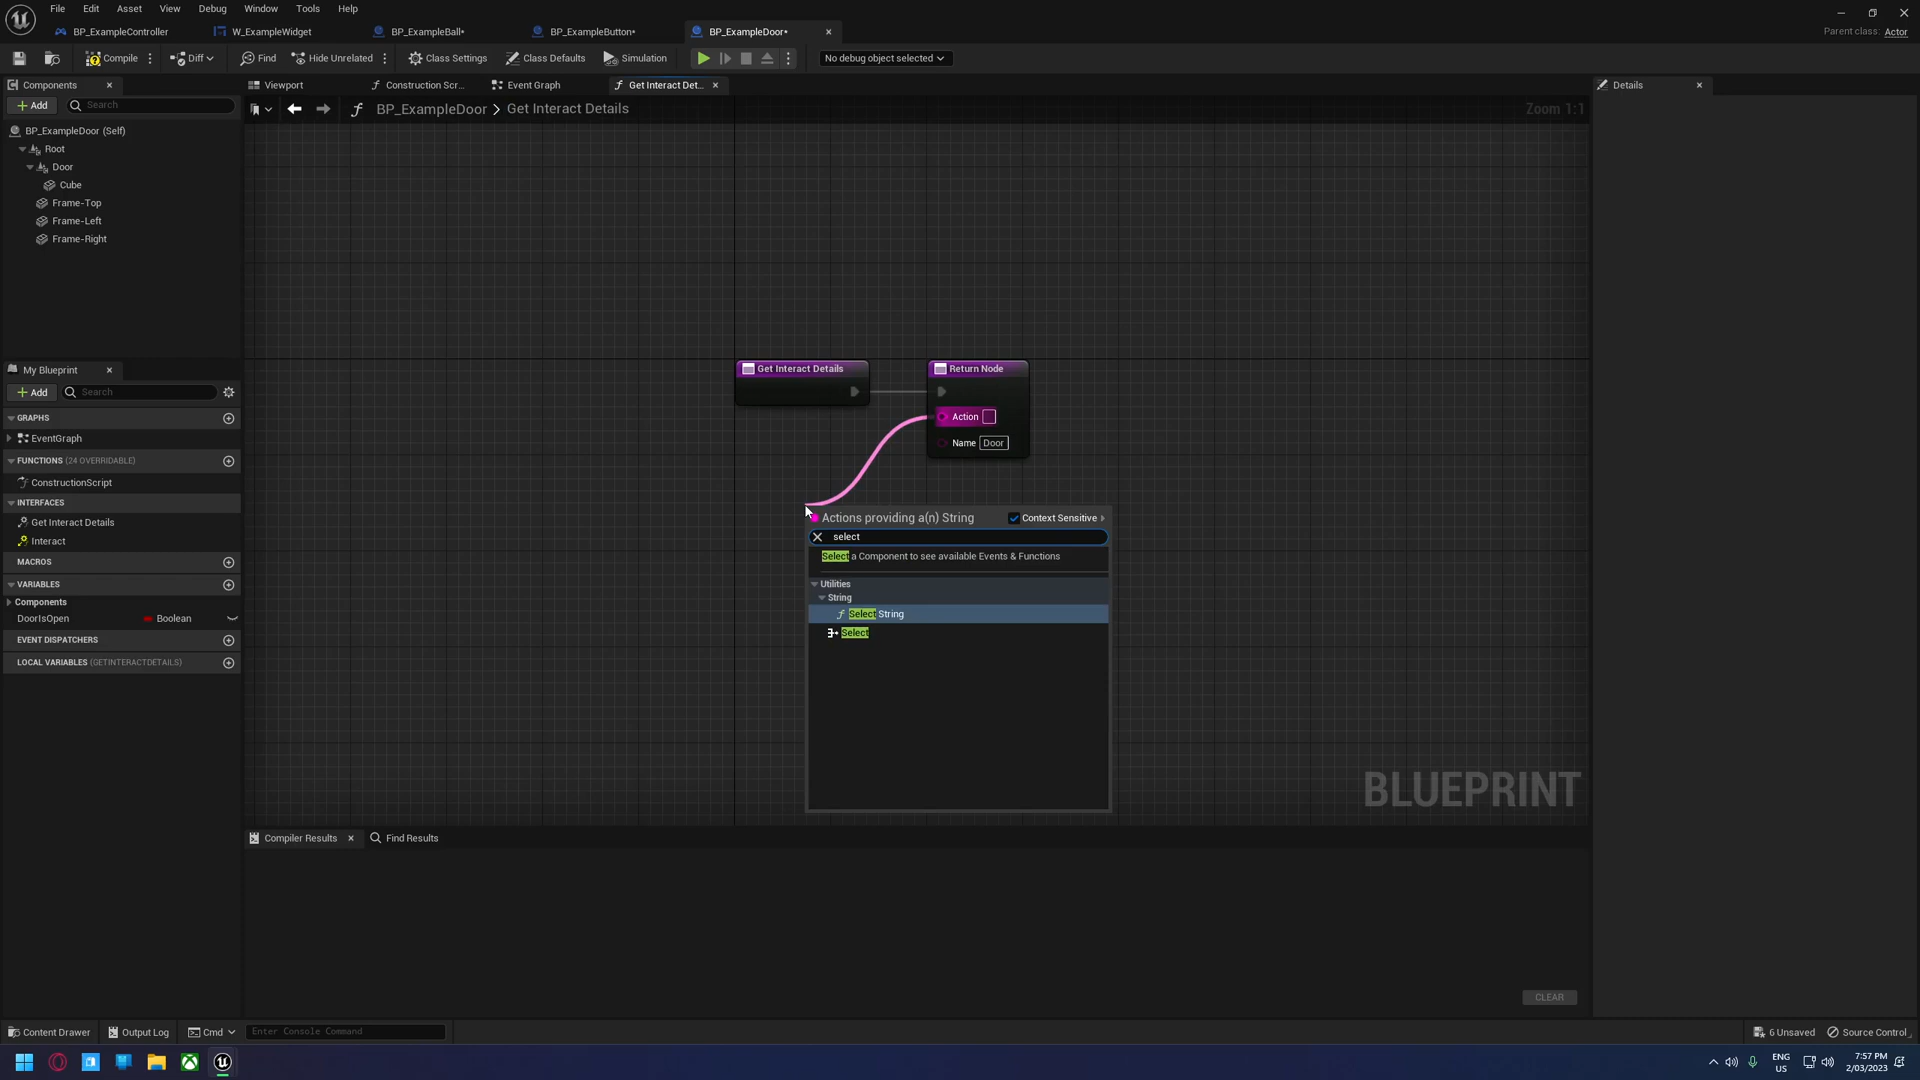 File Edit Asset View Debug Window Tools Help
BP_ExampleController W_ExampleWidget BP_ExampleBall* BP_ExampleButton* BP_ExampleDoor*
Parent class: Actor
Compile Diff Find Hide Unrelated Class Settings Class Defaults Simulation No debug object selected
Components Viewport Construction Scr... Event Graph Get Interact Det... Details
Add Search
BP_ExampleDoor > Get Interact Details
Zoom 1:1
BP_ExampleDoor (Self)
Root
Door
Cube
Frame-Top
Frame-Left
Frame-Right
My Blueprint
Add Search
GRAPHS
EventGraph
FUNCTIONS (24 OVERRIDABLE)
ConstructionScript
INTERFACES
Get Interact Details
Interact
MACROS
VARIABLES
Components
DoorIsOpen Boolean
EVENT DISPATCHERS
LOCAL VARIABLES (GETINTERACTDETAILS)
Get Interact Details
Return Node
Action
Name Door
Actions providing a(n) String Context Sensitive
select
Select a Component to see available Events & Functions
Utilities
String
Select String
Select
BLUEPRINT
Compiler Results Find Results
CLEAR
Content Drawer Output Log Cmd Enter Console Command 6 Unsaved Source Control
ENG
US
7:57 PM
2/03/2023